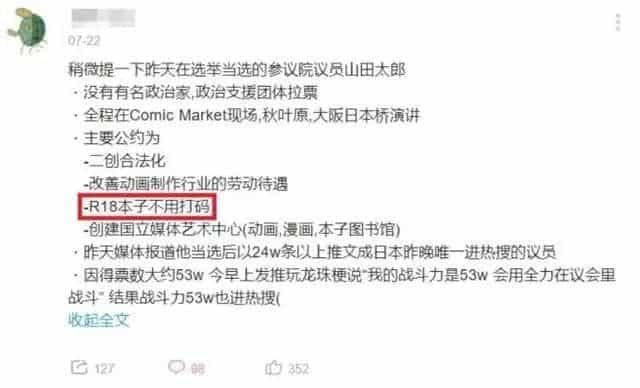 07-22
稍微提一下昨天在选举当选的参议院议员山田太郎
·没有有名政治家,政治支援团体拉票
·全程在Comic Market现场,秋叶原,大阪日本桥演讲
·主要公约为
-二创合法化
-改善动画制作行业的劳动待遇
-R18本子不用打码
-创建国立媒体艺术中心(动画,漫画,本子图书馆)
·昨天媒体报道他当选后以24w条以上推文成日本昨晚唯一进热搜的议员
·因得票数大约53w 今早上发推玩龙珠梗说"我的战斗力是53w 会用全力在议会里
战斗" 结果战斗力53w也进热搜(
收起全文
127 98 352